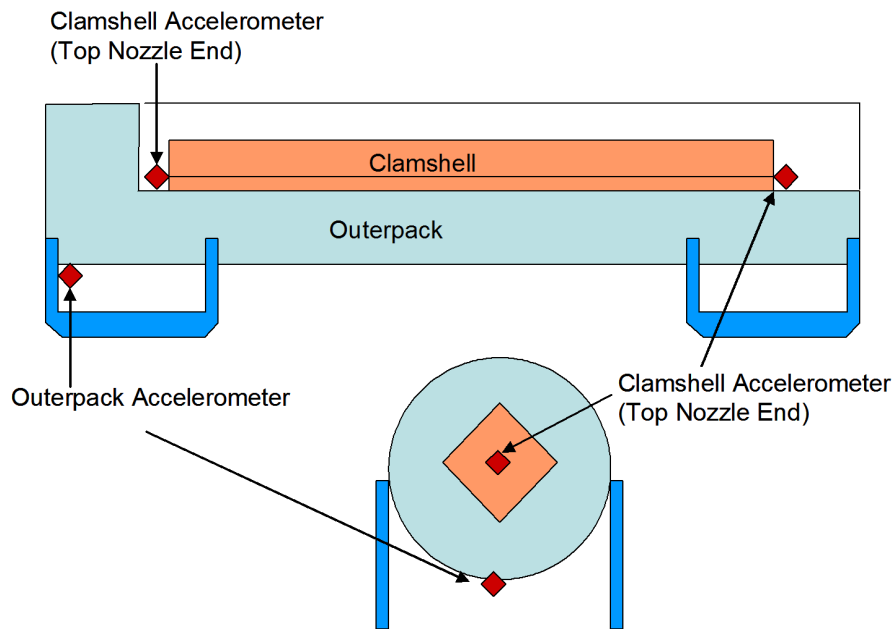 Clamshell Accelerometer
(Top Nozzle End)
Clamshell
Outerpack
Outerpack Accelerometer
Clamshell Accelerometer
(Top Nozzle End)